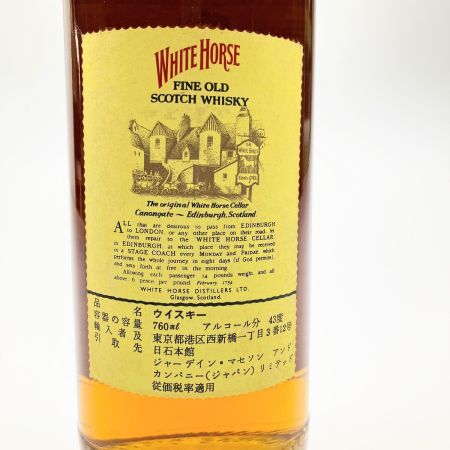 WHITE HORSE
FINE OLD
SCOTCH WHISKY
WHITE HORSE
The original White Horse Cellar
Canongate ~ Edinburgh, Scotland
ALL that are desirous to pass from EDINBURGH
to LONDON, or any other place on their road, let
them repair to the WHITE HORSE CELLAR
in EDINBURGH, at which place they may be received
in a STAGE COACH every MONDAY and FRIDAY, which
performs the whole journey in eight days (if God permits),
and sets forth at five in the morning.
Allowing each passenger 14 pounds weight and all
above, 6 pence per pound. February 1754
WHITE HORSE DISTILLERS LTD.
Glasgow, Scotland.
品名 ウイスキー
容器の容量 760ml アルコール分 43度
輸入者及 東京都港区西新橋一丁目3番12号
引取先 日石本館
ジャーデイン・マセソン アンド
カンパニー(ジャパン)リミテッド
従価税率適用